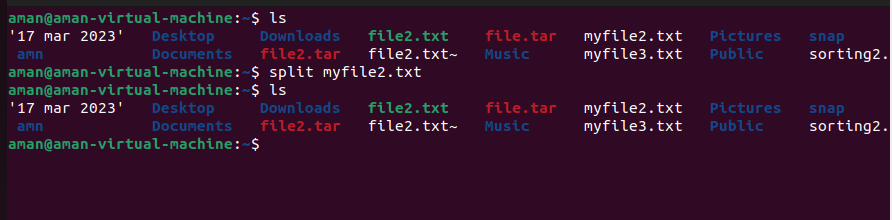 aman@aman-virtual-machine:~$ ls
'17 mar 2023' Desktop Downloads file2.txt file.tar myfile2.txt Pictures snap
amn Documents file2.tar file2.txt~ Music myfile3.txt Public sorting2.
aman@aman-virtual-machine:~$ split myfile2.txt
aman@aman-virtual-machine:~$ ls
'17 mar 2023' Desktop Downloads file2.txt file.tar myfile2.txt Pictures snap
amn Documents file2.tar file2.txt~ Music myfile3.txt Public sorting2.
aman@aman-virtual-machine:~$